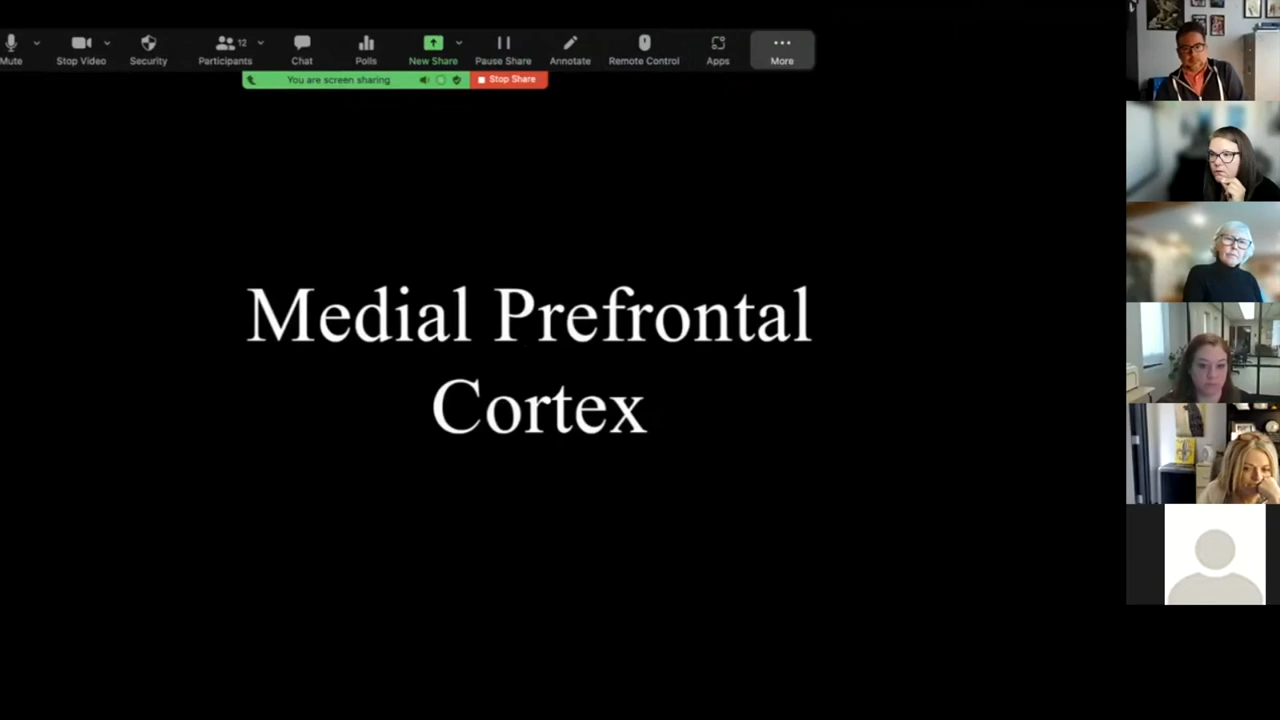 12
Mute
Stop Video
Security
Participants
Chat
Polls
New Share
Pause Share
Annotate
Remote Control
Apps
More
You are screen sharing
Stop Share
Medial Prefrontal
Cortex